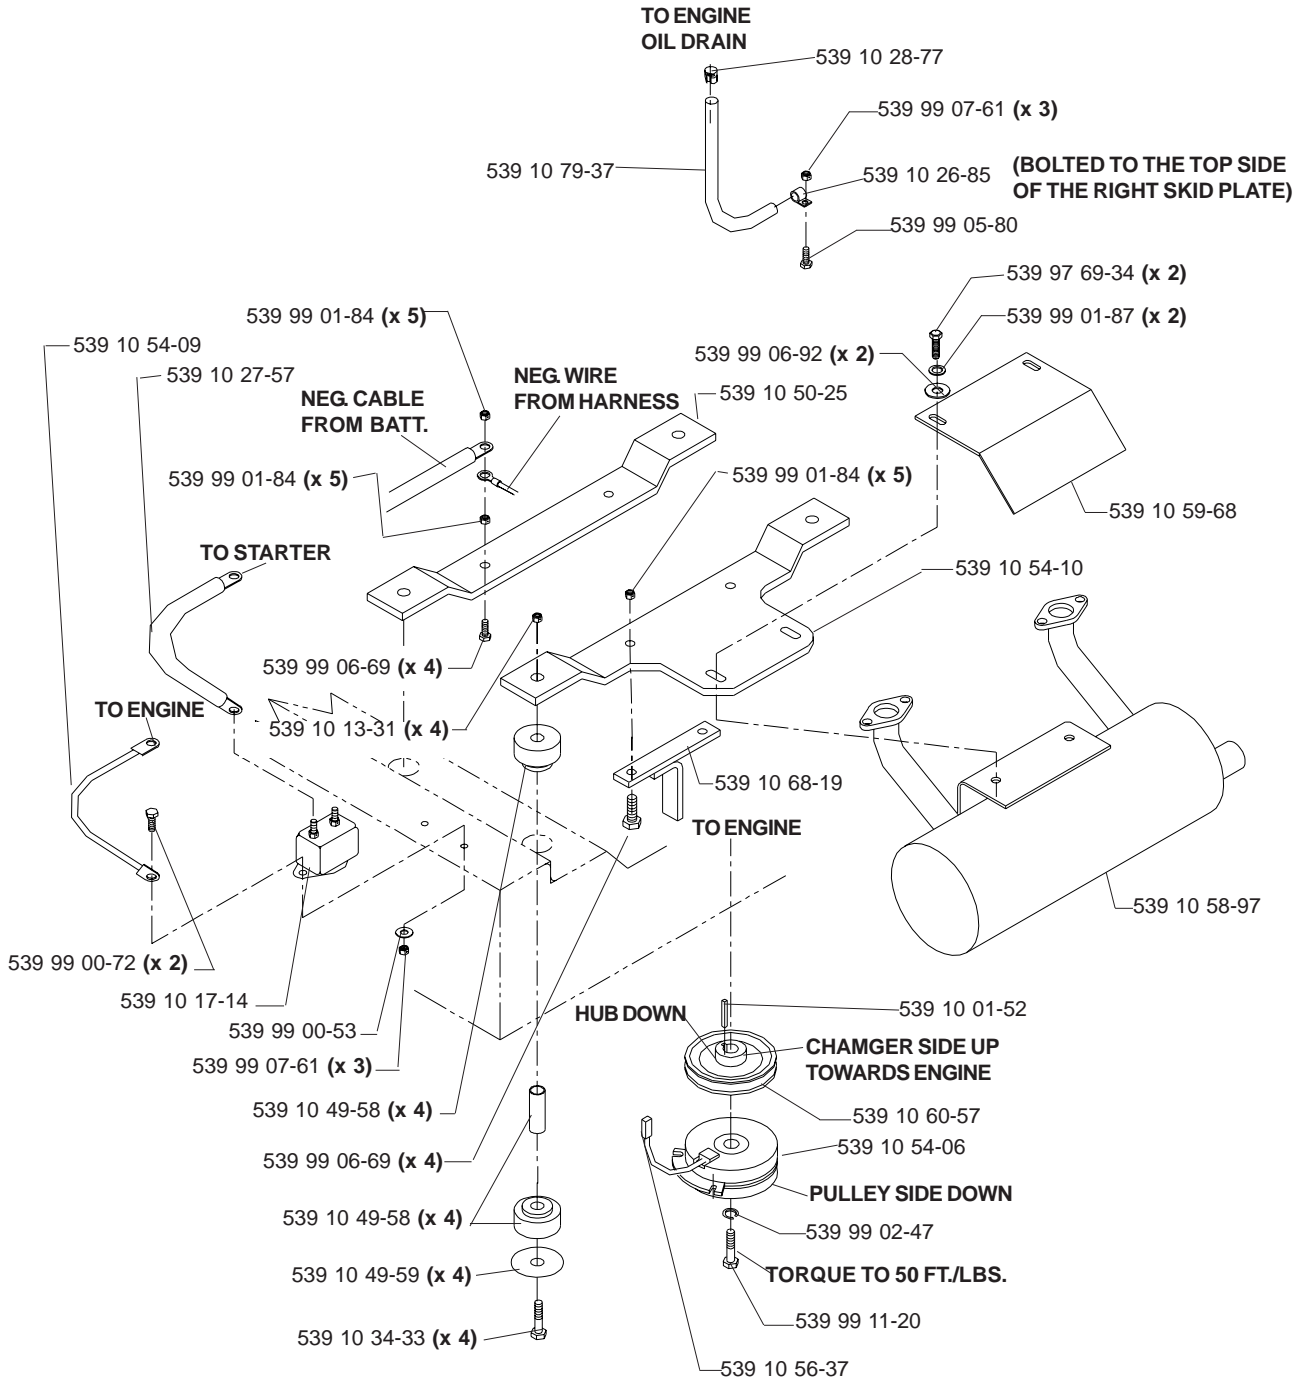 TO ENGINE
OIL DRAIN
539 10 28-77
539 99 07-61 (x 3)
539 10 79-37
539 10 26-85
(BOLTED TO THE TOP SIDE
OF THE RIGHT SKID PLATE)
539 99 05-80
539 97 69-34 (x 2)
539 99 01-84 (x 5)
539 99 01-87 (x 2)
539 10 54-09
539 99 06-92 (x 2)
539 10 27-57
NEG. WIRE
FROM HARNESS
539 10 50-25
NEG. CABLE
FROM BATT.
539 99 01-84 (x 5)
539 99 01-84 (x 5)
539 10 59-68
TO STARTER
539 10 54-10
539 99 06-69 (x 4)
TO ENGINE
539 10 13-31 (x 4)
539 10 68-19
TO ENGINE
539 10 58-97
539 99 00-72 (x 2)
539 10 17-14
539 10 01-52
HUB DOWN
539 99 00-53
CHAMGER SIDE UP
TOWARDS ENGINE
539 99 07-61 (x 3)
539 10 49-58 (x 4)
539 10 60-57
539 10 54-06
539 99 06-69 (x 4)
PULLEY SIDE DOWN
539 10 49-58 (x 4)
539 99 02-47
539 10 49-59 (x 4)
TORQUE TO 50 FT./LBS.
539 99 11-20
539 10 34-33 (x 4)
539 10 56-37